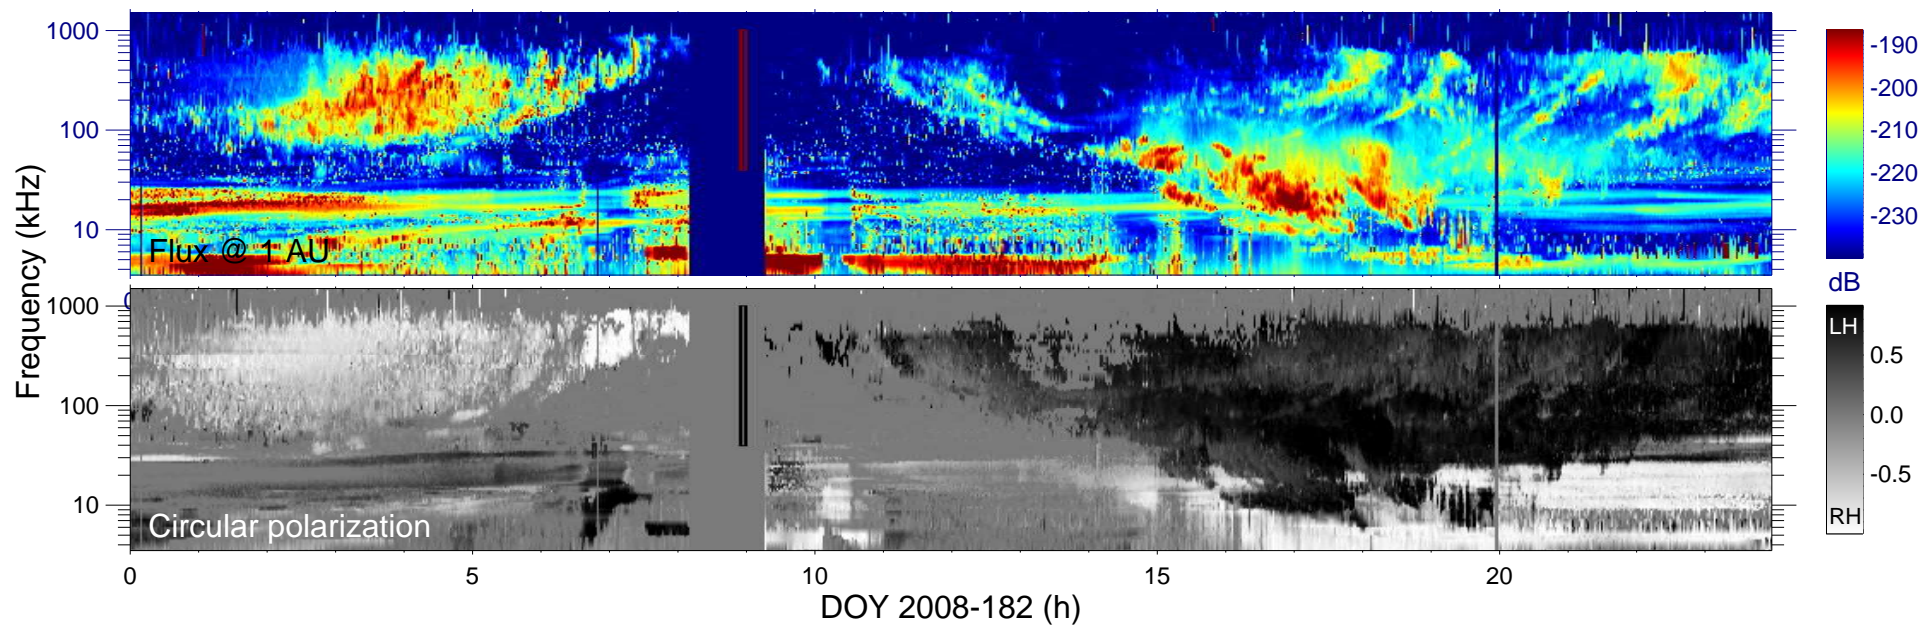 1000
100
10
Flux @ 1 AU
-190
-200
-210
-220
-230
dB
Frequency (kHz)
0
1000
100
10
Circular polarization
LH
0.5
0.0
-0.5
RH
0 5 10 15 20
DOY 2008-182 (h)